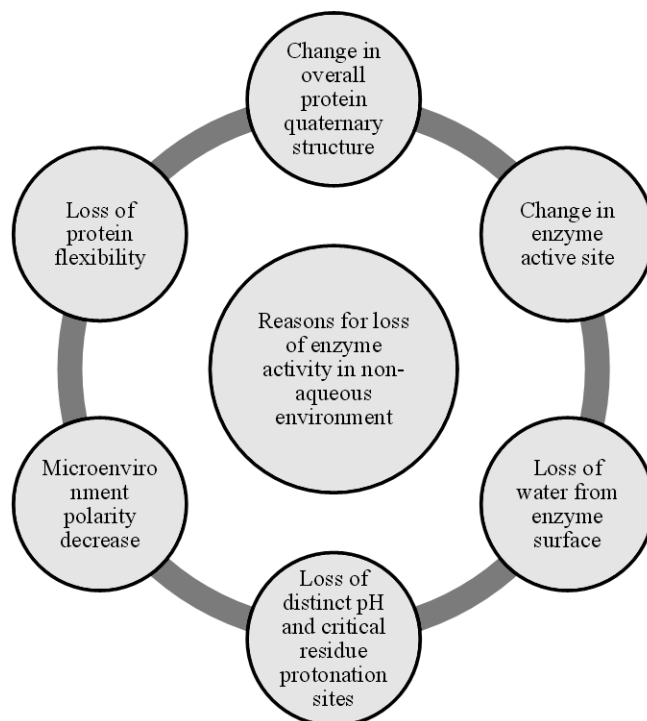 Change in
overall
protein
quaternary
structure
Loss of
protein
flexibility
Change in
enzyme
active site
Reasons for loss
of enzyme
activity in non-
aqueous
environment
Microenviro
nment
polarity
decrease
Loss of
water from
enzyme
surface
Loss of
distinct pH
and critical
residue
protonation
sites